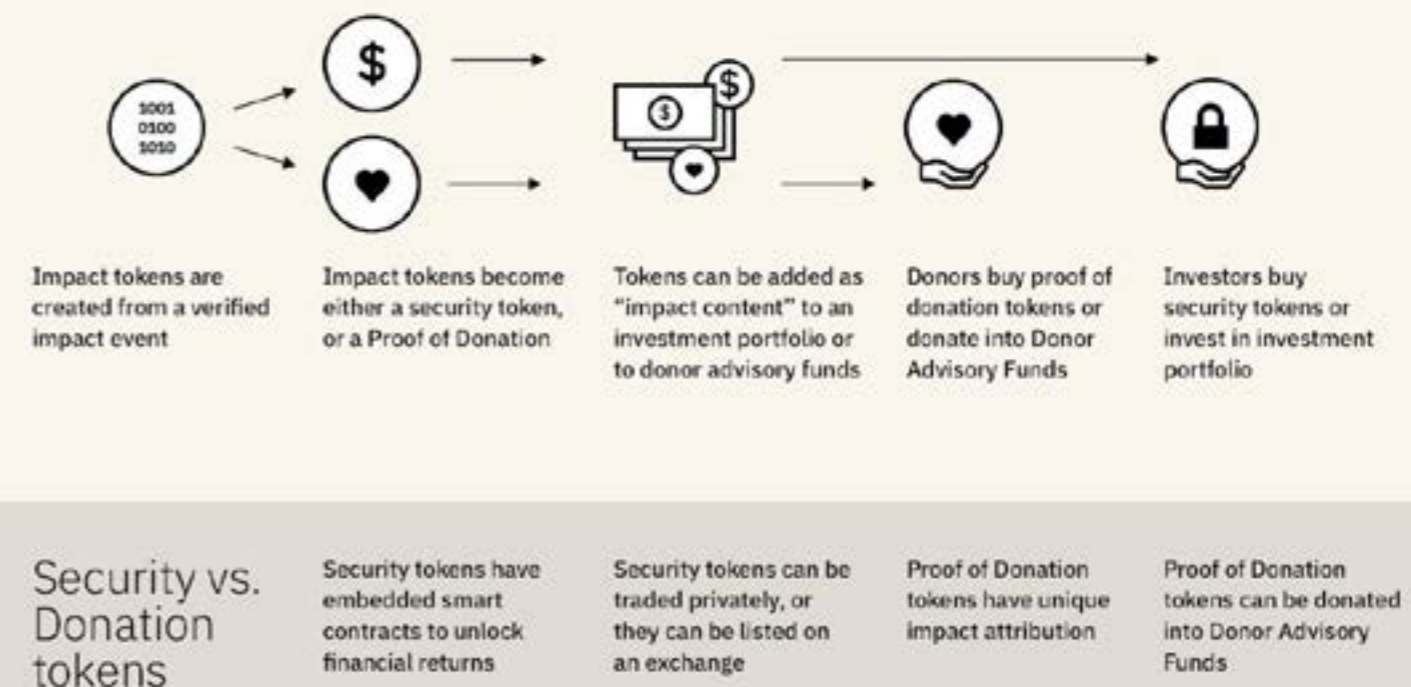 1001
0100
1010
$
$
$
Impact tokens are
created from a verified
impact event
Impact tokens become
either a security token,
or a Proof of Donation
Tokens can be added as
“impact content” to an
investment portfolio or
to donor advisory funds
Donors buy proof of
donation tokens or
donate into Donor
Advisory Funds
Investors buy
security tokens or
invest in investment
portfolio
Security vs.
Donation
tokens
Security tokens have
embedded smart
contracts to unlock
financial returns
Security tokens can be
traded privately, or
they can be listed on
an exchange
Proof of Donation
tokens have unique
impact attribution
Proof of Donation
tokens can be donated
into Donor Advisory
Funds